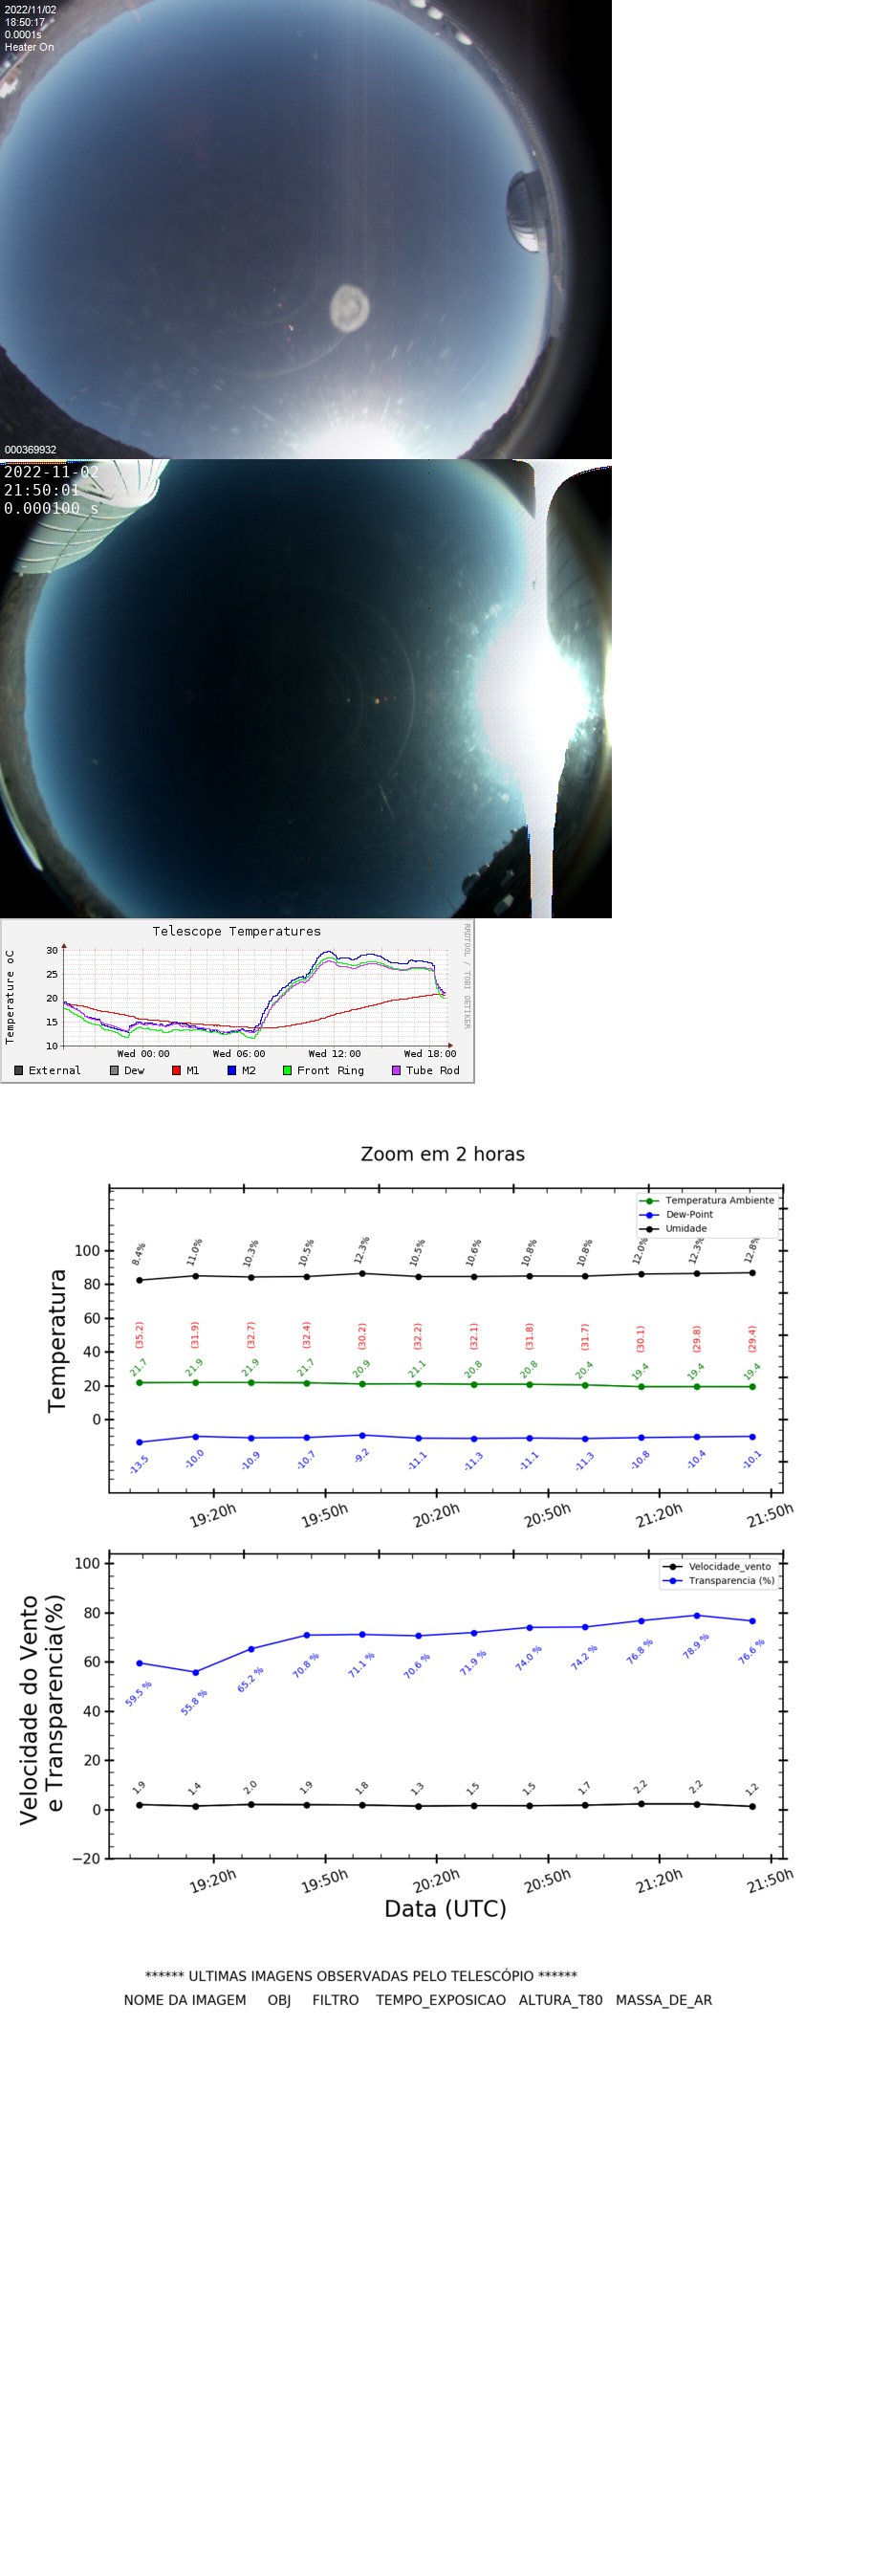 2022/11/02
18:50:17
0.0001s
Heater On
000369932
2022-11-02
21:50:01
0.000100 s
Telescope Temperatures
RRDTOOL / TOBI OETIKER
Temperature oC
30
25
20
15
10
Wed 00:00 Wed 06:00 Wed 12:00 Wed 18:00
External Dew M1 M2 Front Ring Tube Rod
Zoom em 2 horas
Temperatura Ambiente
Dew-Point
Umidade
Temperatura
100
80
60
40
20
0
8.4% 11.0% 10.3% 10.5% 12.3% 10.5% 10.6% 10.8% 10.8% 12.0% 12.3% 12.8%
(35.2) (31.9) (32.7) (32.4) (30.2) (32.2) (32.1) (31.8) (31.7) (30.1) (29.8) (29.4)
21.7 21.9 21.9 21.7 20.9 21.1 20.8 20.8 20.4 19.4 19.4 19.4
-13.5 -10.0 -10.9 -10.7 -9.2 -11.1 -11.3 -11.1 -11.3 -10.8 -10.4 -10.1
19:20h 19:50h 20:20h 20:50h 21:20h 21:50h
Velocidade_vento
Transparencia (%)
Velocidade do Vento
e Transparencia(%)
100
80
60
40
20
0
−20
59.5 % 55.8 % 65.2 % 70.8 % 71.1 % 70.6 % 71.9 % 74.0 % 74.2 % 76.8 % 78.9 % 76.6 %
1.9 1.4 2.0 1.9 1.8 1.3 1.5 1.5 1.7 2.2 2.2 1.2
19:20h 19:50h 20:20h 20:50h 21:20h 21:50h
Data (UTC)
****** ULTIMAS IMAGENS OBSERVADAS PELO TELESCÓPIO ******
NOME DA IMAGEM OBJ FILTRO TEMPO_EXPOSICAO ALTURA_T80 MASSA_DE_AR